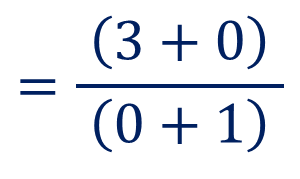 = (3 + 0)
(0 + 1)